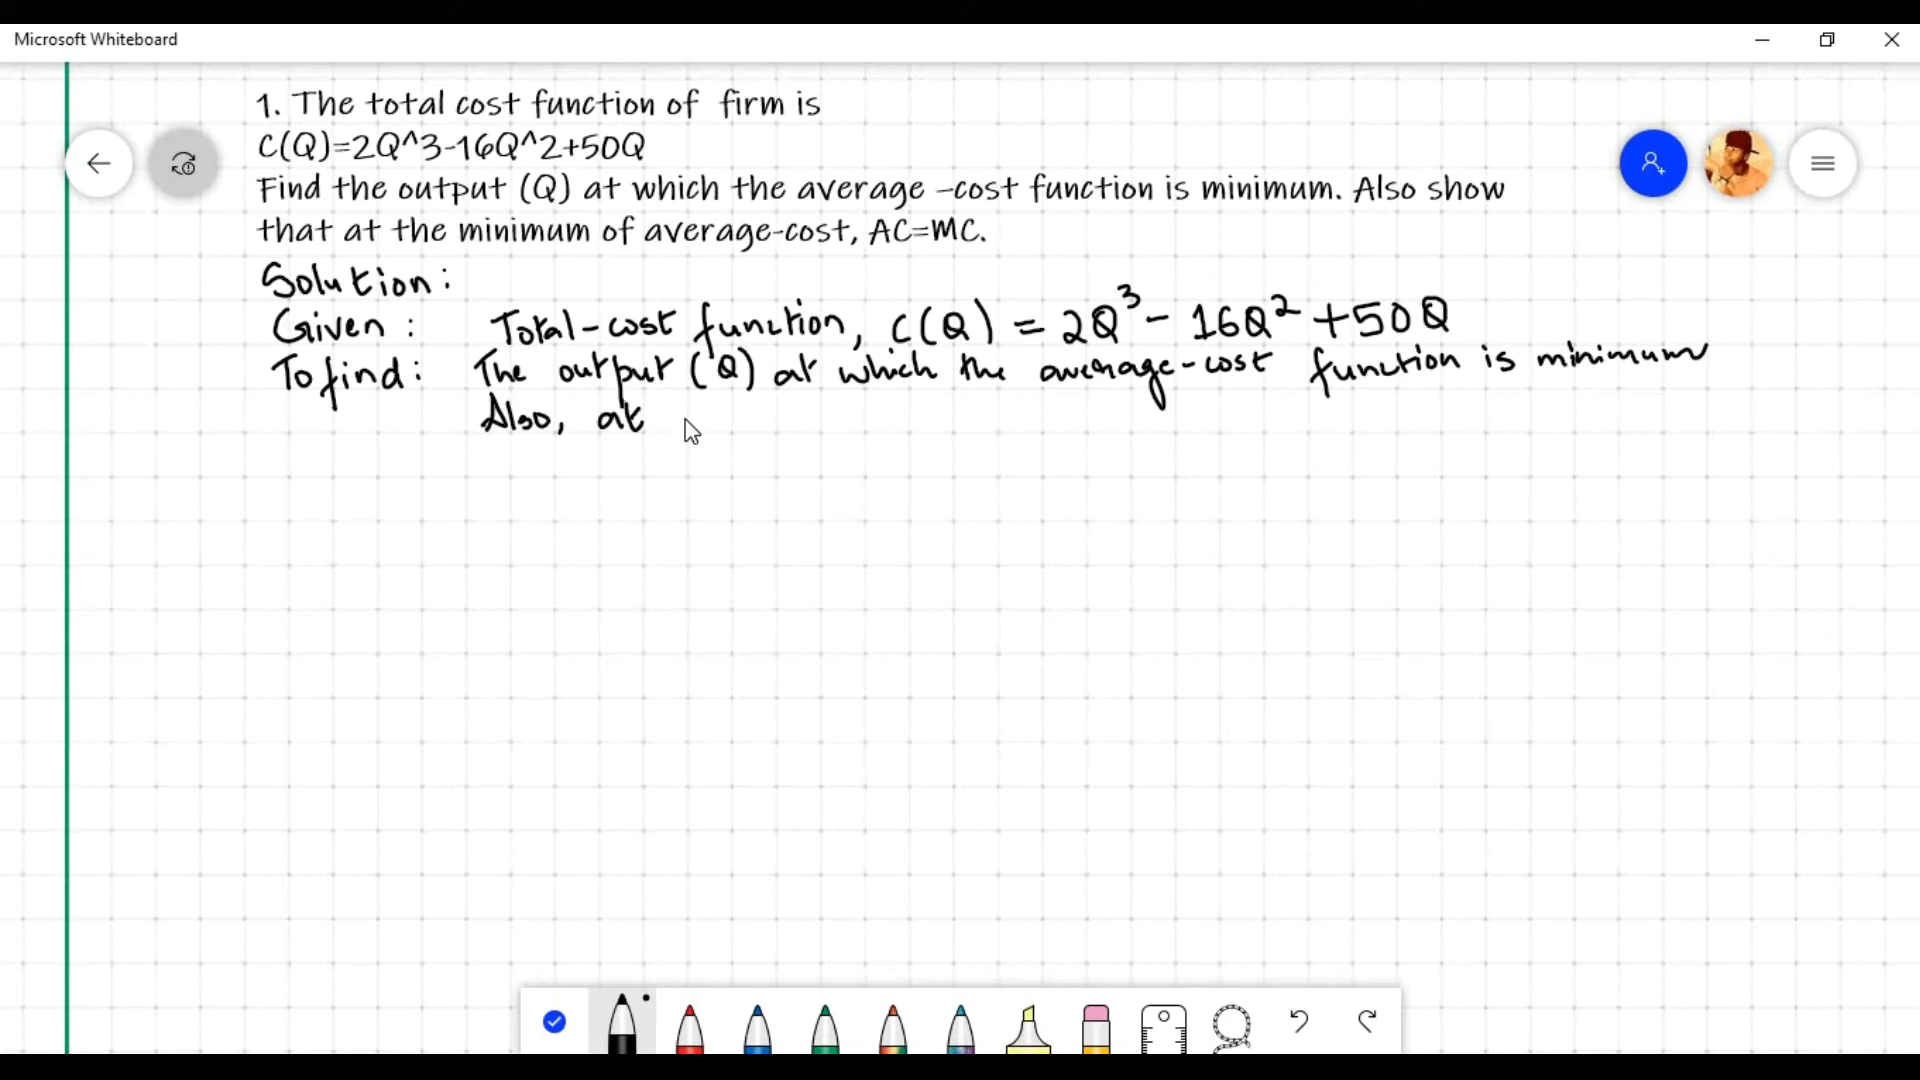 Microsoft Whiteboard
1. The total cost function of firm is
C(Q)=2Q^3-16Q^2+50Q
Find the output (Q) at which the average –cost function is minimum. Also show
that at the minimum of average-cost, AC=MC.
Solution:
Given : Total-cost function, C(Q) = 2Q³ - 16Q² +50Q
To find: The output (Q) at which the average-cost function is minimum
Also, at